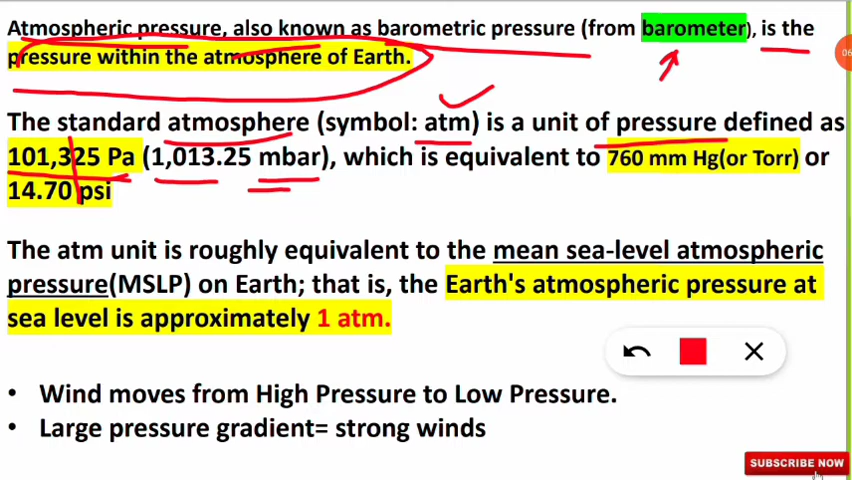 Atmospheric pressure, also known as barometric pressure (from barometer), is the
pressure within the atmosphere of Earth.
06
The standard atmosphere (symbol: atm) is a unit of pressure defined as
101,325 Pa (1,013.25 mbar), which is equivalent to 760 mm Hg(or Torr) or
14.70 psi
The atm unit is roughly equivalent to the mean sea-level atmospheric
pressure(MSLP) on Earth; that is, the Earth's atmospheric pressure at
sea level is approximately 1 atm.
• Wind moves from High Pressure to Low Pressure.
• Large pressure gradient= strong winds
SUBSCRIBE NOW